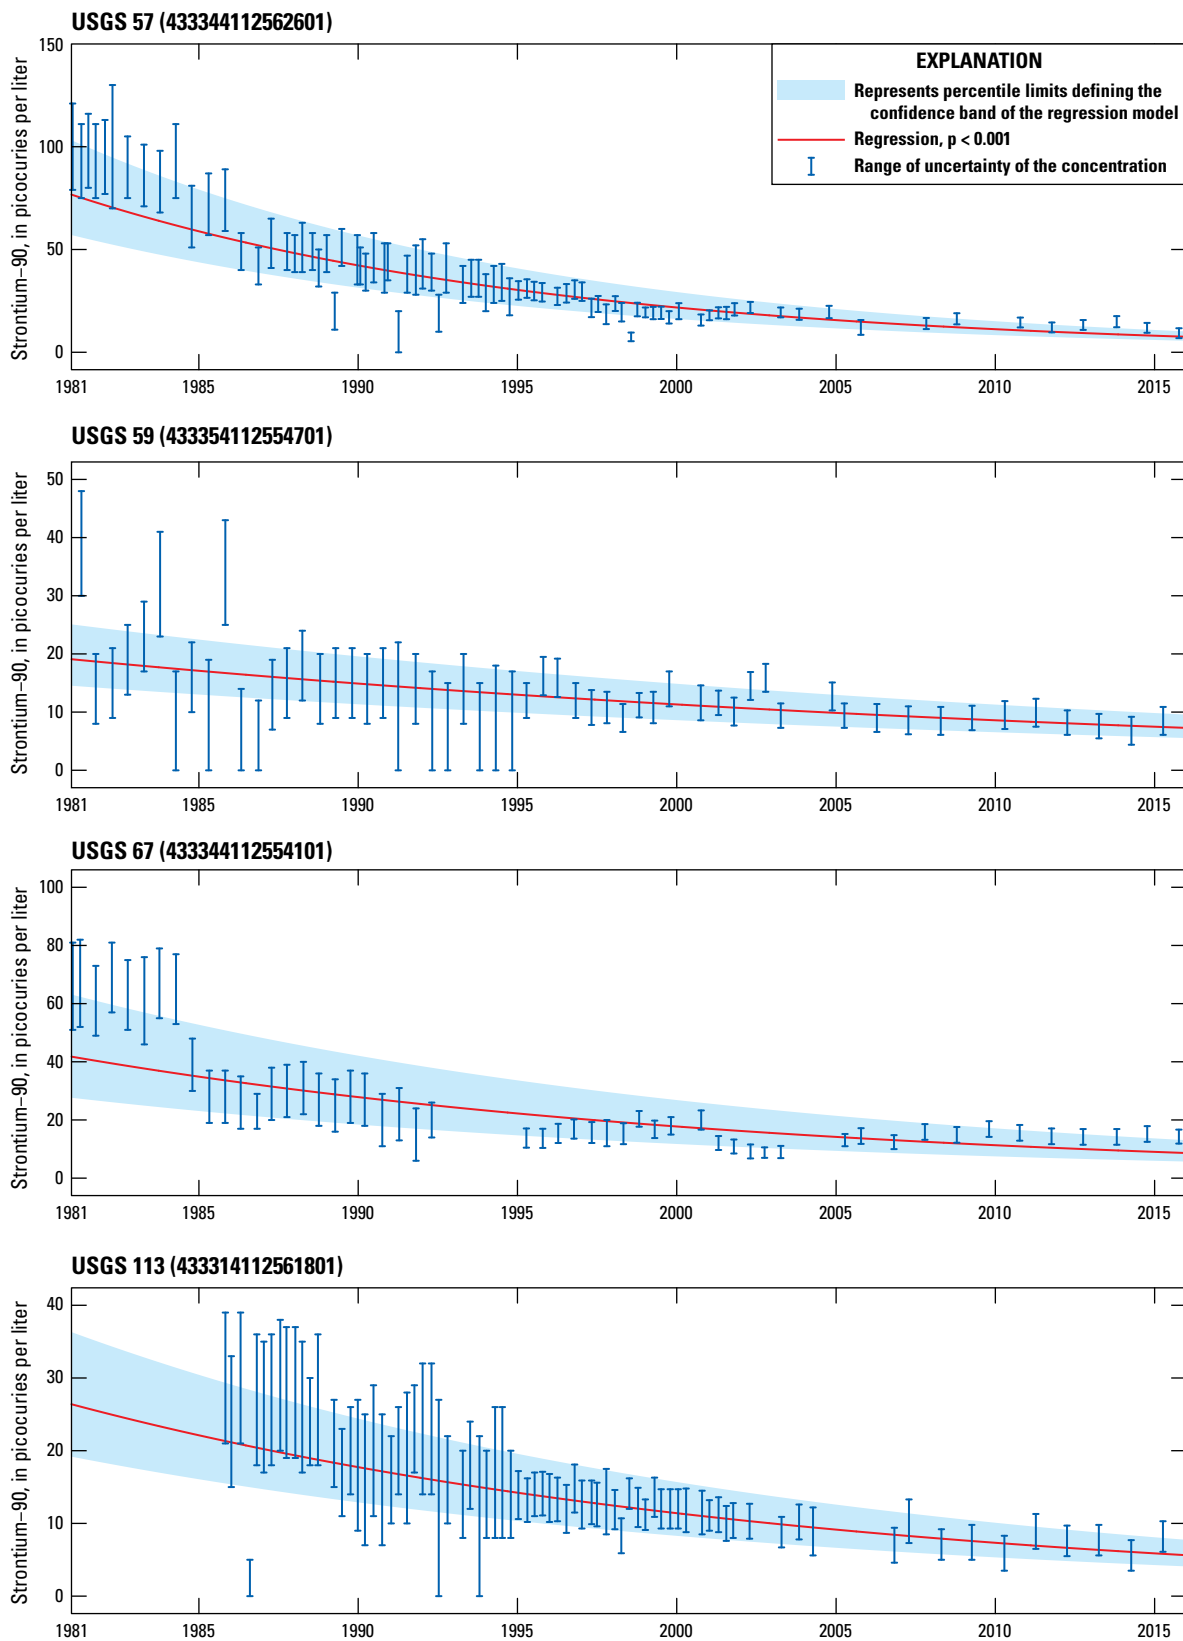 USGS 57 (433344112562601)
Strontium–90, in picocuries per liter
150
100
50
0
1981 1985 1990 1995 2000 2005 2010 2015
EXPLANATION
Represents percentile limits defining the
confidence band of the regression model
Regression, p < 0.001
Range of uncertainty of the concentration
USGS 59 (433354112554701)
Strontium–90, in picocuries per liter
50
40
30
20
10
0
1981 1985 1990 1995 2000 2005 2010 2015
USGS 67 (433344112554101)
Strontium–90, in picocuries per liter
100
80
60
40
20
0
1981 1985 1990 1995 2000 2005 2010 2015
USGS 113 (433314112561801)
Strontium–90, in picocuries per liter
40
30
20
10
0
1981 1985 1990 1995 2000 2005 2010 2015